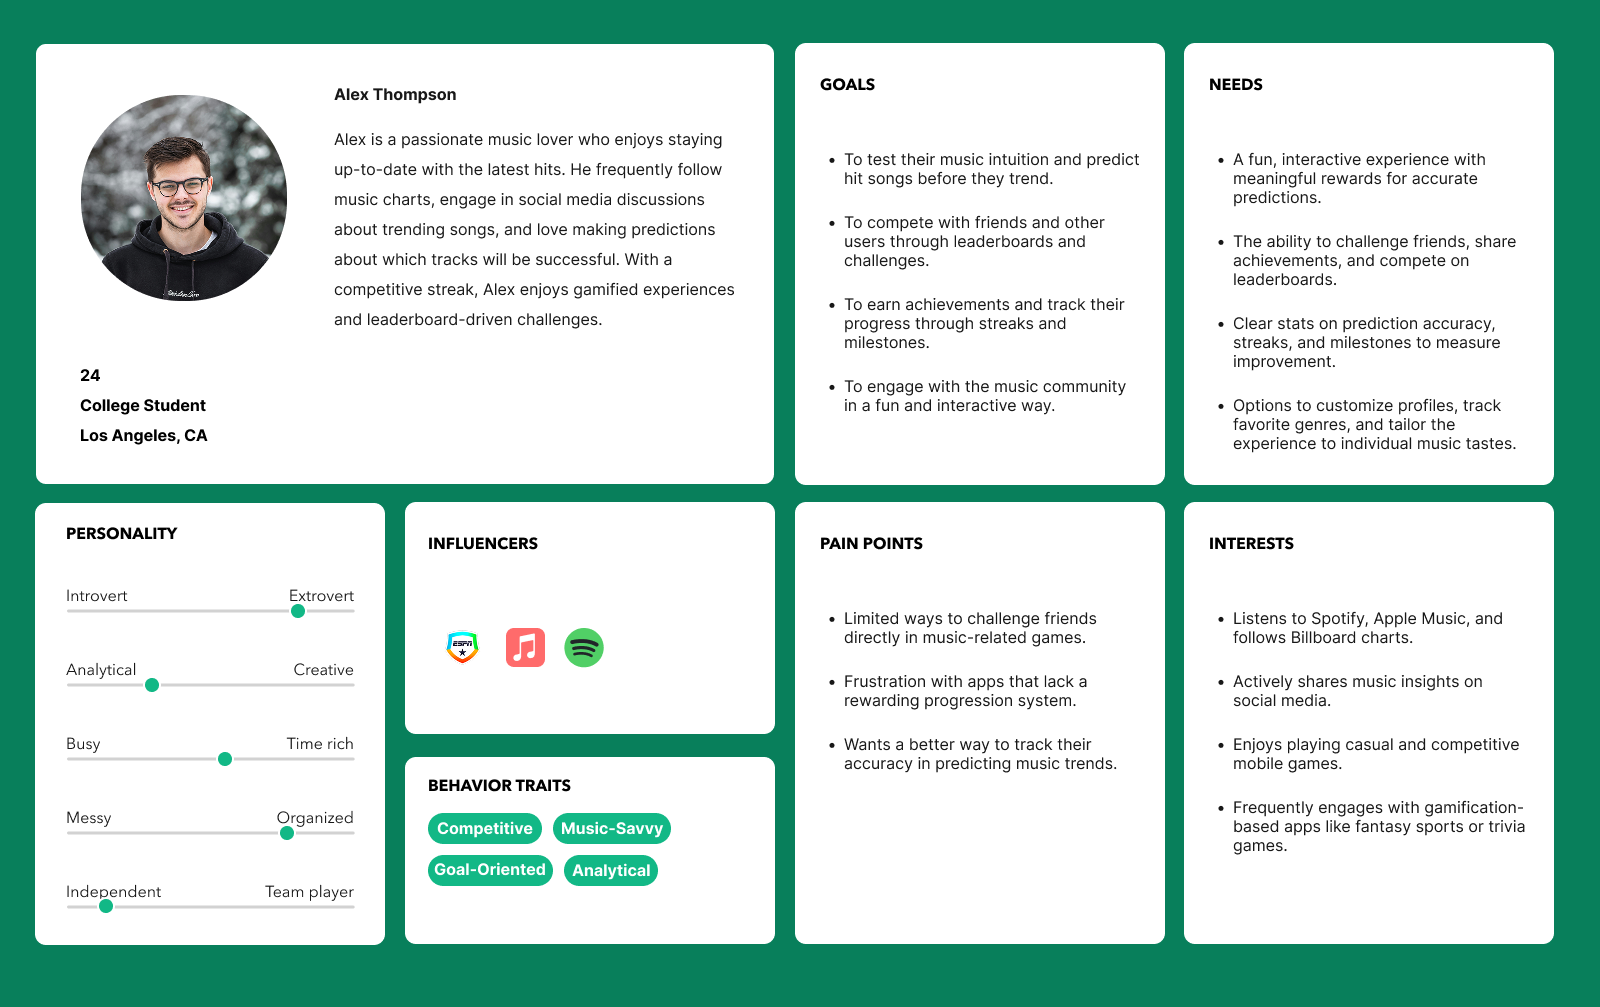 Alex Thompson
Alex is a passionate music lover who enjoys staying
up-to-date with the latest hits. He frequently follow
music charts, engage in social media discussions
about trending songs, and love making predictions
about which tracks will be successful. With a
competitive streak, Alex enjoys gamified experiences
and leaderboard-driven challenges.
24
College Student
Los Angeles, CA
GOALS
• To test their music intuition and predict
hit songs before they trend.
• To compete with friends and other
users through leaderboards and
challenges.
• To earn achievements and track their
progress through streaks and
milestones.
• To engage with the music community
in a fun and interactive way.
NEEDS
• A fun, interactive experience with
meaningful rewards for accurate
predictions.
• The ability to challenge friends, share
achievements, and compete on
leaderboards.
• Clear stats on prediction accuracy,
streaks, and milestones to measure
improvement.
• Options to customize profiles, track
favorite genres, and tailor the
experience to individual music tastes.
PERSONALITY
Introvert Extrovert
Analytical Creative
Busy Time rich
Messy Organized
Independent Team player
INFLUENCERS
ESPN
BEHAVIOR TRAITS
Competitive Music-Savvy
Goal-Oriented Analytical
PAIN POINTS
• Limited ways to challenge friends
directly in music-related games.
• Frustration with apps that lack a
rewarding progression system.
• Wants a better way to track their
accuracy in predicting music trends.
INTERESTS
• Listens to Spotify, Apple Music, and
follows Billboard charts.
• Actively shares music insights on
social media.
• Enjoys playing casual and competitive
mobile games.
• Frequently engages with gamification-
based apps like fantasy sports or trivia
games.